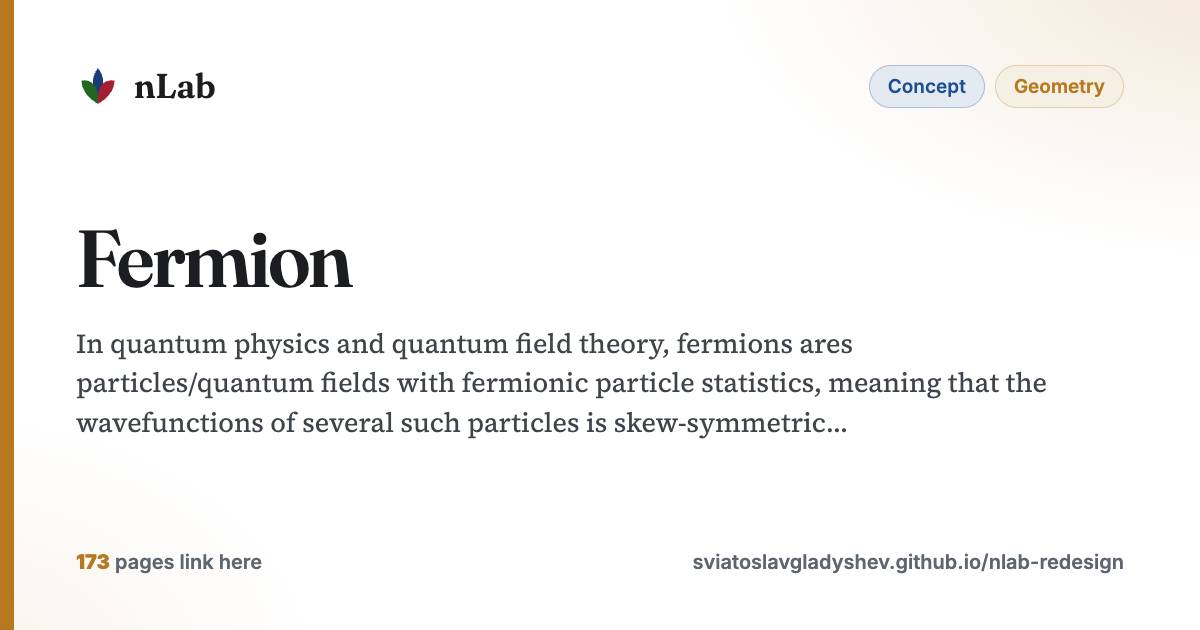 nLab
Concept
Geometry
Fermion
In quantum physics and quantum field theory, fermions ares
particles/quantum fields with fermionic particle statistics, meaning that the
wavefunctions of several such particles is skew-symmetric...
173 pages link here
sviatoslavgladyshev.github.io/nlab-redesign